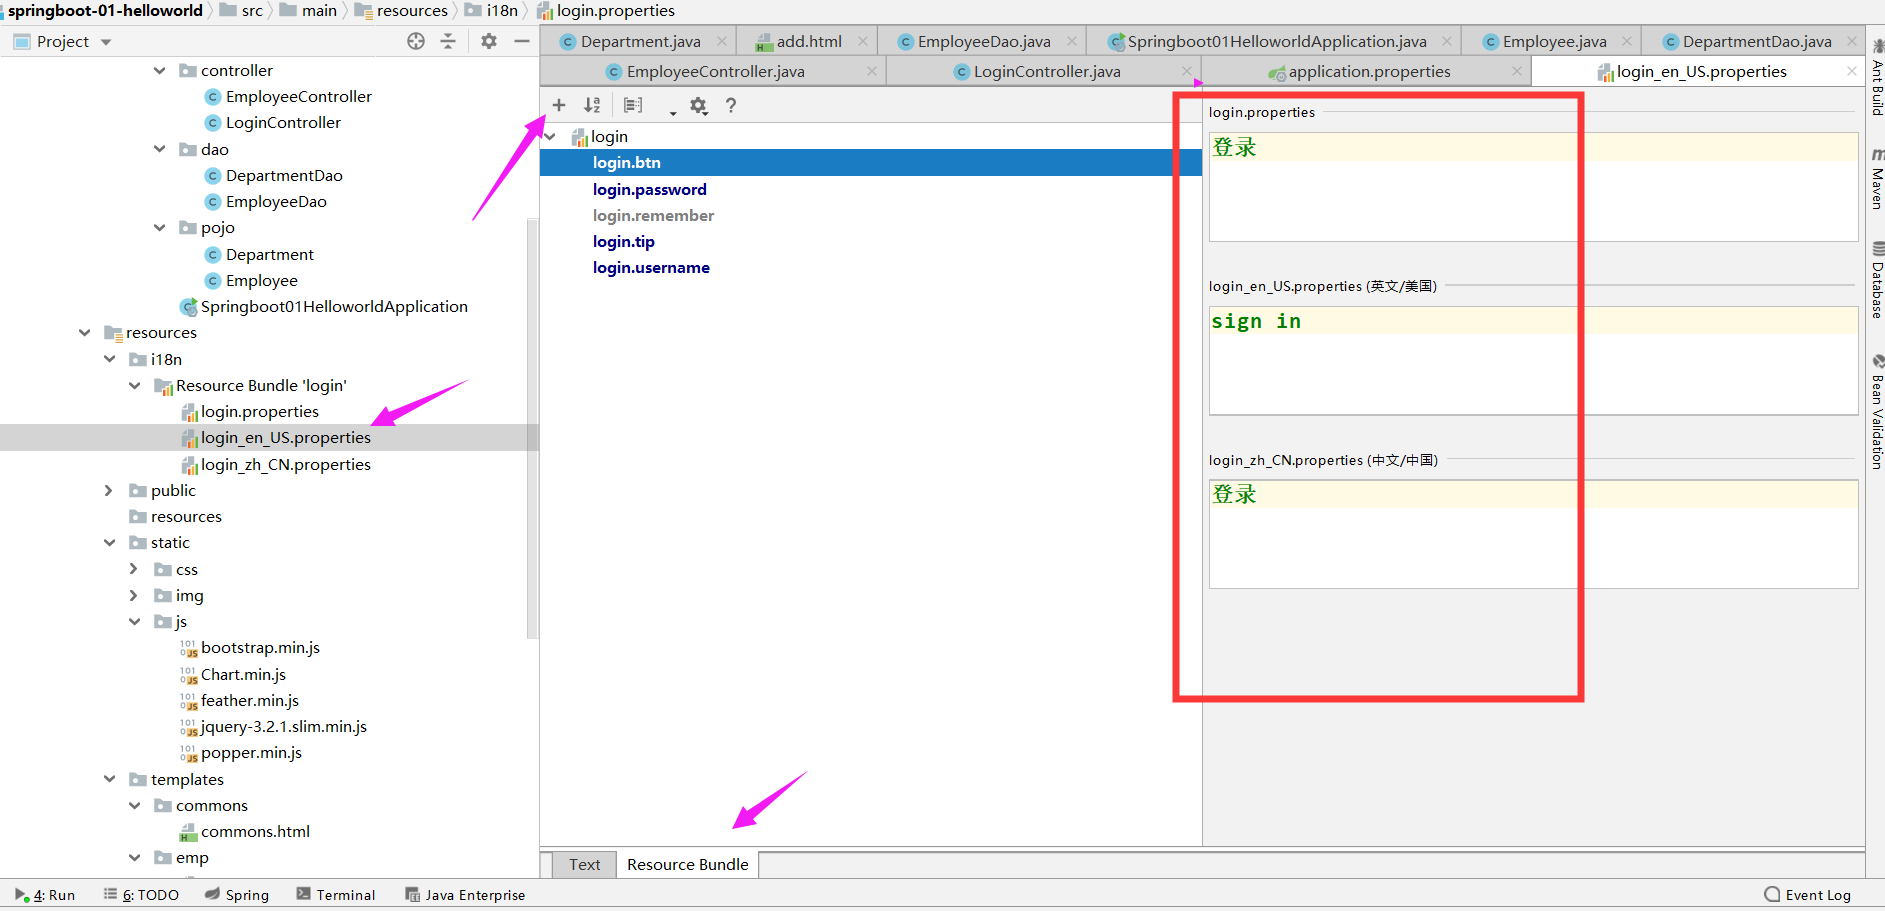 springboot-01-helloworld src main resources i18n login.properties
Project
Department.java add.html EmployeeDao.java Springboot01HelloworldApplication.java Employee.java DepartmentDao.java
EmployeeController.java LoginController.java application.properties login_en_US.properties
controller
EmployeeController
LoginController
dao
DepartmentDao
EmployeeDao
pojo
Department
Employee
Springboot01HelloworldApplication
resources
i18n
Resource Bundle 'login'
login.properties
login_en_US.properties
login_zh_CN.properties
public
resources
static
css
img
js
bootstrap.min.js
Chart.min.js
feather.min.js
jquery-3.2.1.slim.min.js
popper.min.js
templates
commons
commons.html
emp
login
login.btn
login.password
login.remember
login.tip
login.username
login.properties
登录
login_en_US.properties (英文/美国)
sign in
login_zh_CN.properties (中文/中国)
登录
Text Resource Bundle
Ant Build
Maven
Database
Bean Validation
4: Run 6: TODO Spring Terminal Java Enterprise Event Log